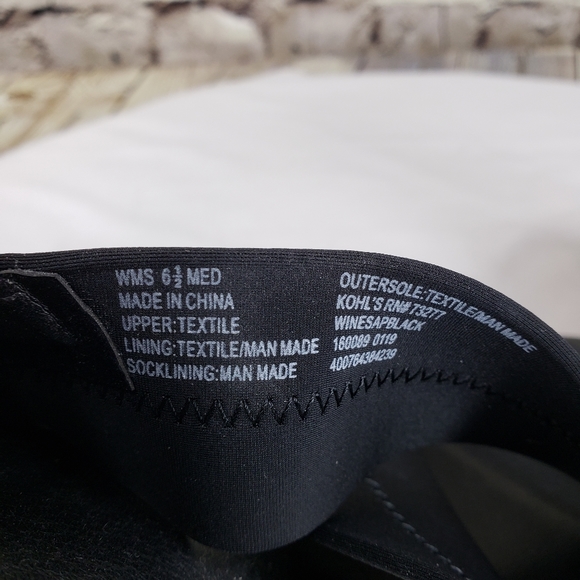 WMS 6½ MED
MADE IN CHINA
UPPER:TEXTILE
LINING:TEXTILE/MAN MADE
SOCKLINING:MAN MADE
OUTERSOLE:TEXTILE/MAN MADE
KOHL'S RN# 73277
WINESAPBLACK
160089 0119
400764364239